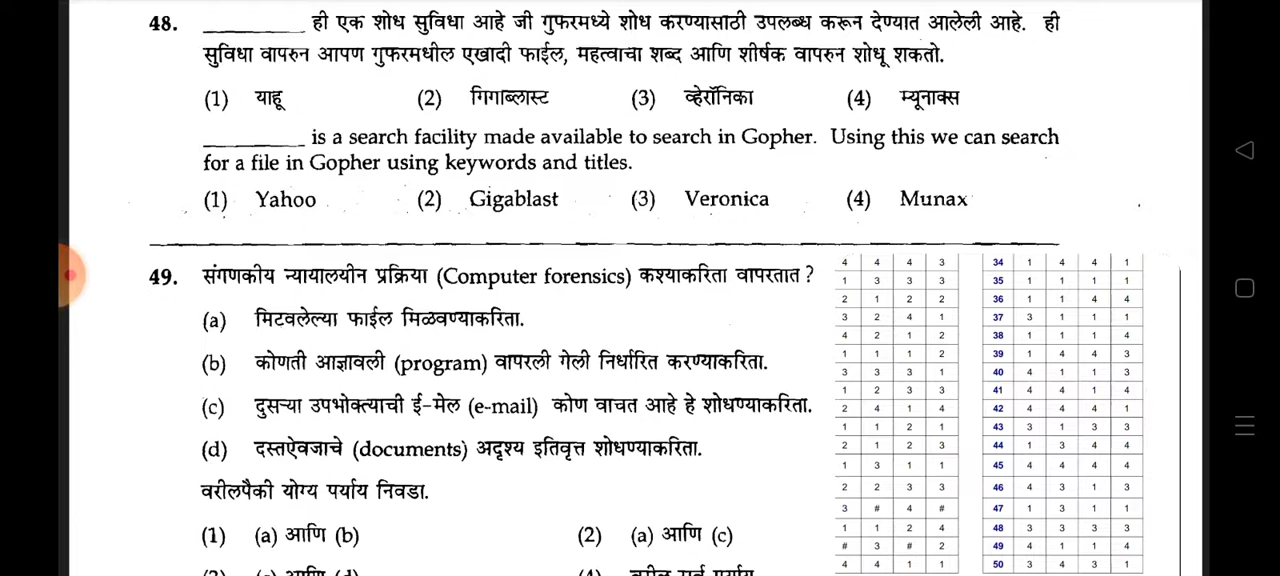 48. ________ ही एक शोध सुविधा आहे जी गुफरमध्ये शोध करण्यासाठी उपलब्ध करून देण्यात आलेली आहे. ही
सुविधा वापरुन आपण गुफरमधील एखादी फाईल, महत्वाचा शब्द आणि शीर्षक वापरुन शोधू शकतो.
(1) याहू (2) गिगाब्लास्ट (3) व्हेरॉनिका (4) म्यूनाक्स
________ is a search facility made available to search in Gopher. Using this we can search
for a file in Gopher using keywords and titles.
(1) Yahoo (2) Gigablast (3) Veronica (4) Munax
49. संगणकीय न्यायालयीन प्रक्रिया (Computer forensics) कश्याकरिता वापरतात ?
(a) मिटवलेल्या फाईल मिळवण्याकरिता.
(b) कोणती आज्ञावली (program) वापरली गेली निर्धारित करण्याकरिता.
(c) दुसऱ्या उपभोक्त्याची ई-मेल (e-mail) कोण वाचत आहे हे शोधण्याकरिता.
(d) दस्तऐवजाचे (documents) अदृश्य इतिवृत्त शोधण्याकरिता.
वरीलपैकी योग्य पर्याय निवडा.
(1) (a) आणि (b) (2) (a) आणि (c)
4 4 4 3
1 3 3 3
2 1 2 2
3 2 4 1
4 2 1 2
1 1 1 2
3 3 3 1
1 2 3 3
2 4 1 4
1 1 2 1
2 1 2 3
1 3 1 1
2 2 3 3
3 # 4 #
1 1 2 4
# 3 # 2
4 4 1 1
34 1 4 4 1
35 1 1 1 1
36 1 1 4 4
37 3 1 1 1
38 1 1 1 4
39 1 4 4 3
40 4 1 1 3
41 4 4 1 4
42 4 4 4 1
43 3 1 3 3
44 1 3 4 4
45 4 4 4 4
46 4 3 1 3
47 1 3 1 1
48 3 3 3 3
49 4 1 1 4
50 3 4 3 1